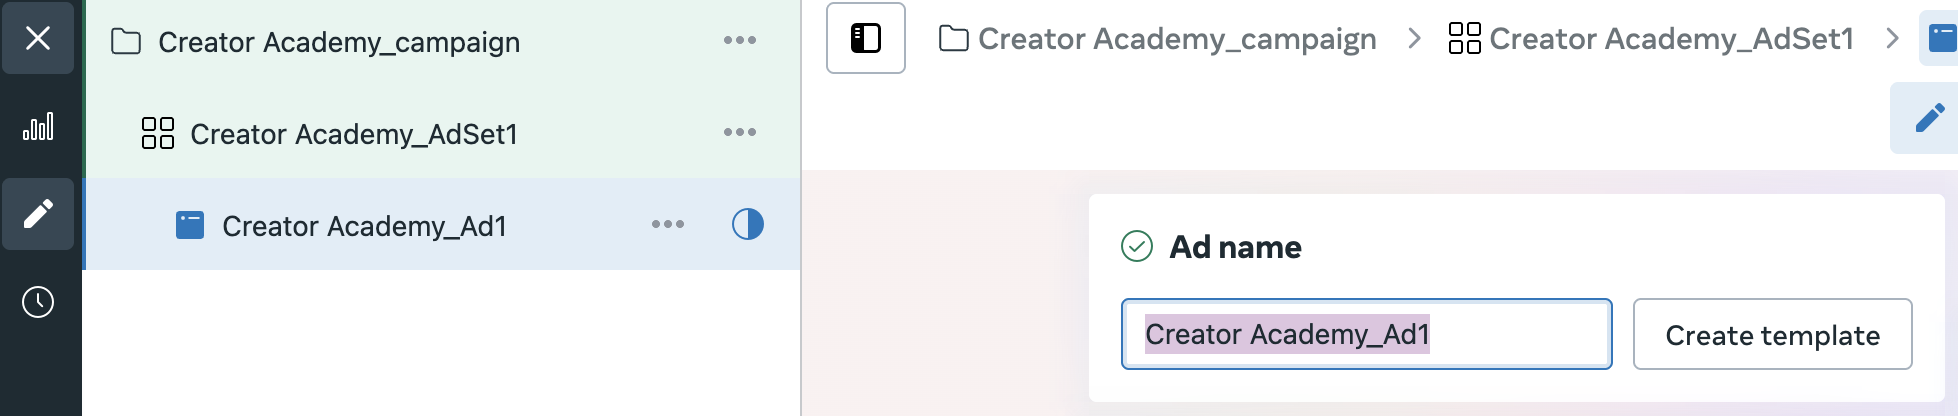 Creator Academy_campaign
Creator Academy_AdSet1
Creator Academy_Ad1
Creator Academy_campaign
Creator Academy_AdSet1
Ad name
Creator Academy_Ad1
Create template